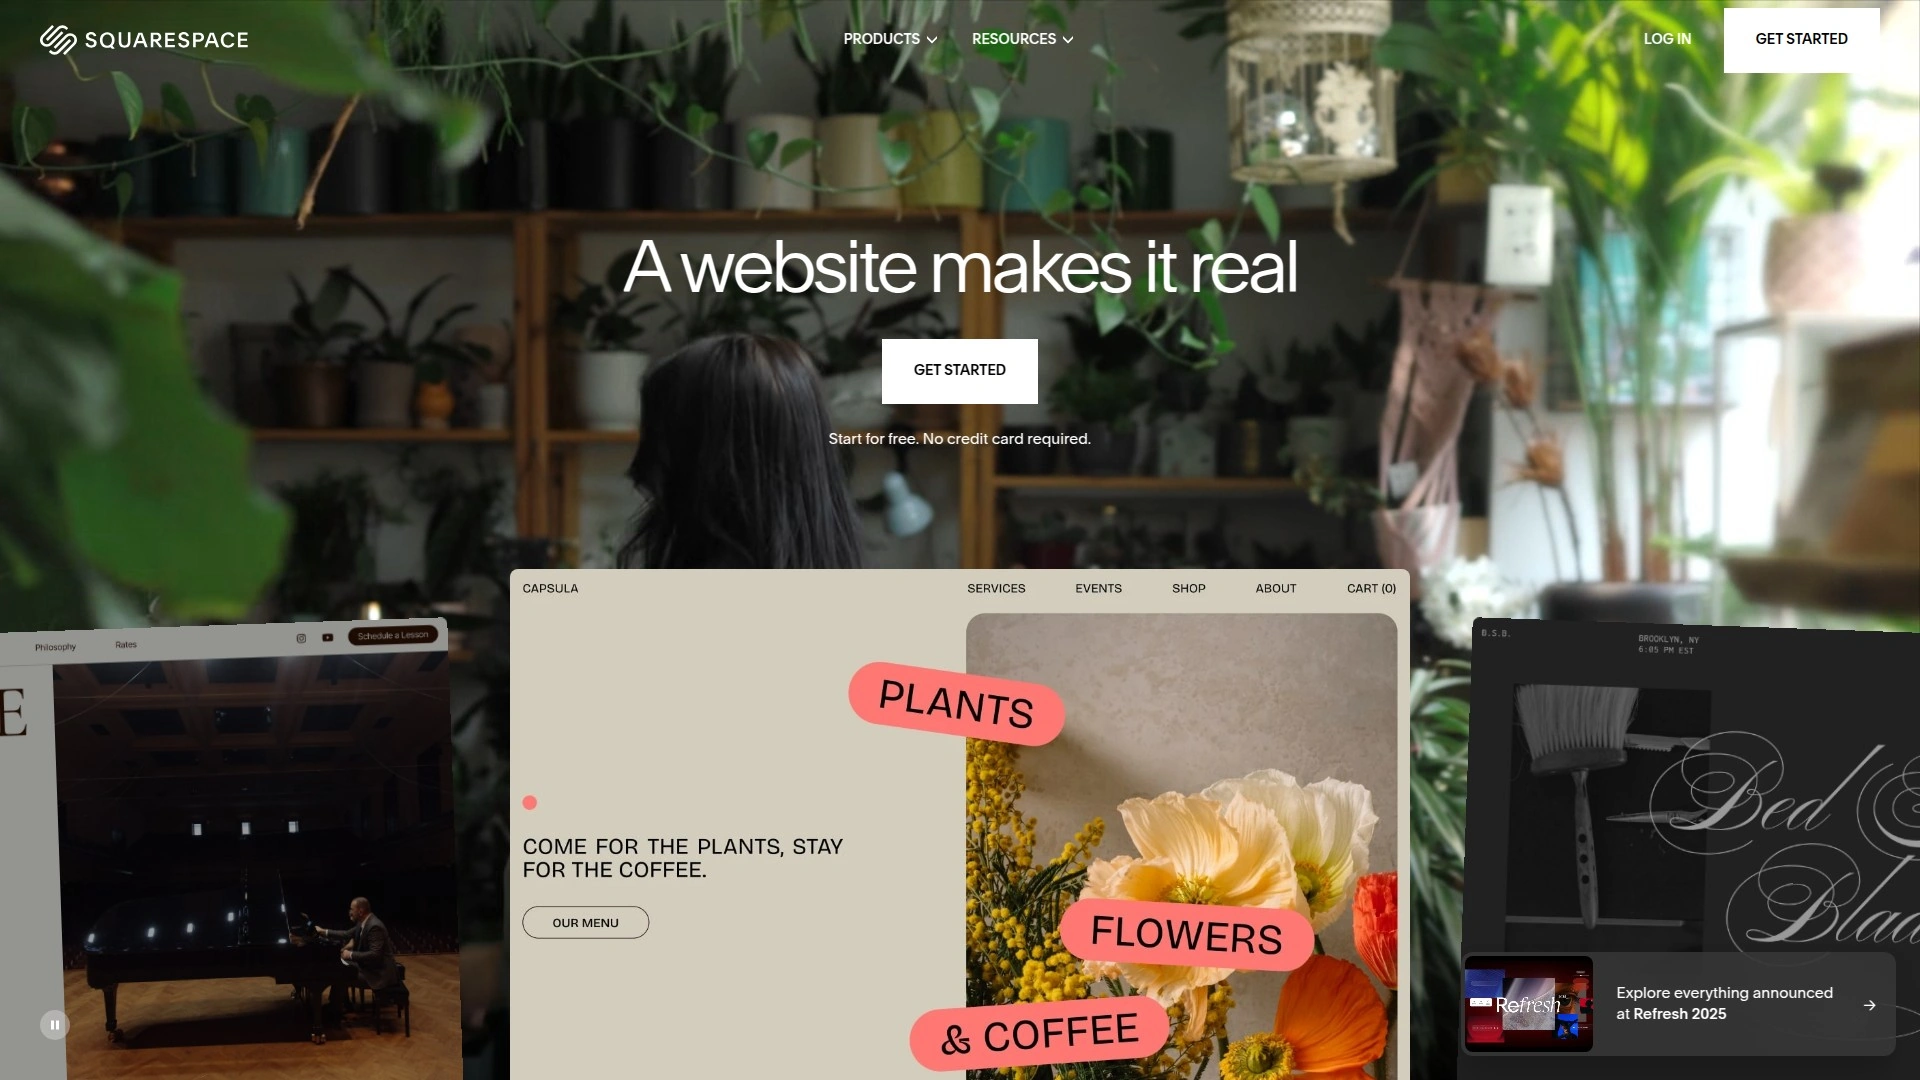 SQUARESPACE
PRODUCTS
RESOURCES
LOG IN
GET STARTED
A website makes it real
GET STARTED
Start for free. No credit card required.
Philosophy
Rates
Schedule a Lesson
E
CAPSULA
SERVICES
EVENTS
SHOP
ABOUT
CART (0)
PLANTS
COME FOR THE PLANTS, STAY
FOR THE COFFEE.
OUR MENU
FLOWERS
& COFFEE
B.S.B.
BROOKLYN, NY
6:05 PM EST
Bed
Blad
Refresh
Explore everything announced
at Refresh 2025